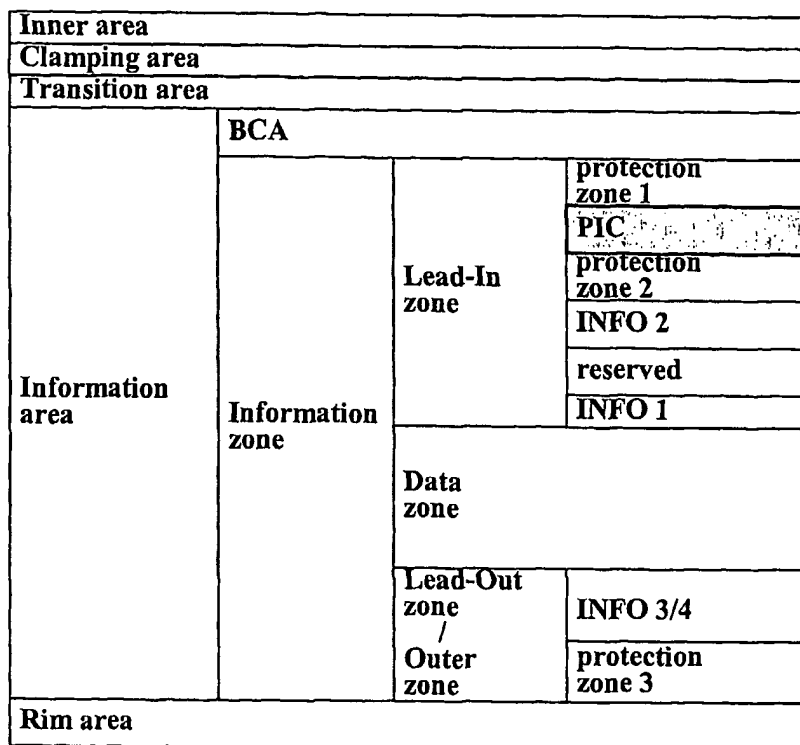 Inner area
Clamping area
Transition area
BCA
protection
zone 1
PIC
Lead-In
zone
protection
zone 2
INFO 2
reserved
INFO 1
Information
area
Information
zone
Data
zone
Lead-Out
zone
/
Outer
zone
INFO 3/4
protection
zone 3
Rim area